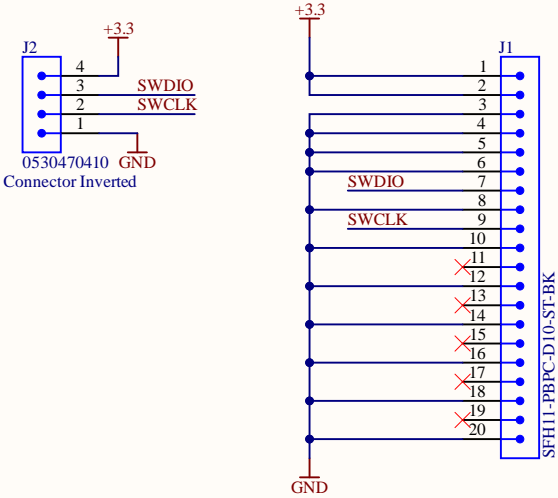 +3.3
J2
4
3
SWDIO
2
SWCLK
1
0530470410
GND
Connector Inverted
+3.3
J1
1
2
3
4
5
6
SWDIO
7
8
SWCLK
9
10
11
12
13
14
15
16
17
18
19
20
SFH11-PBPC-D10-ST-BK
GND